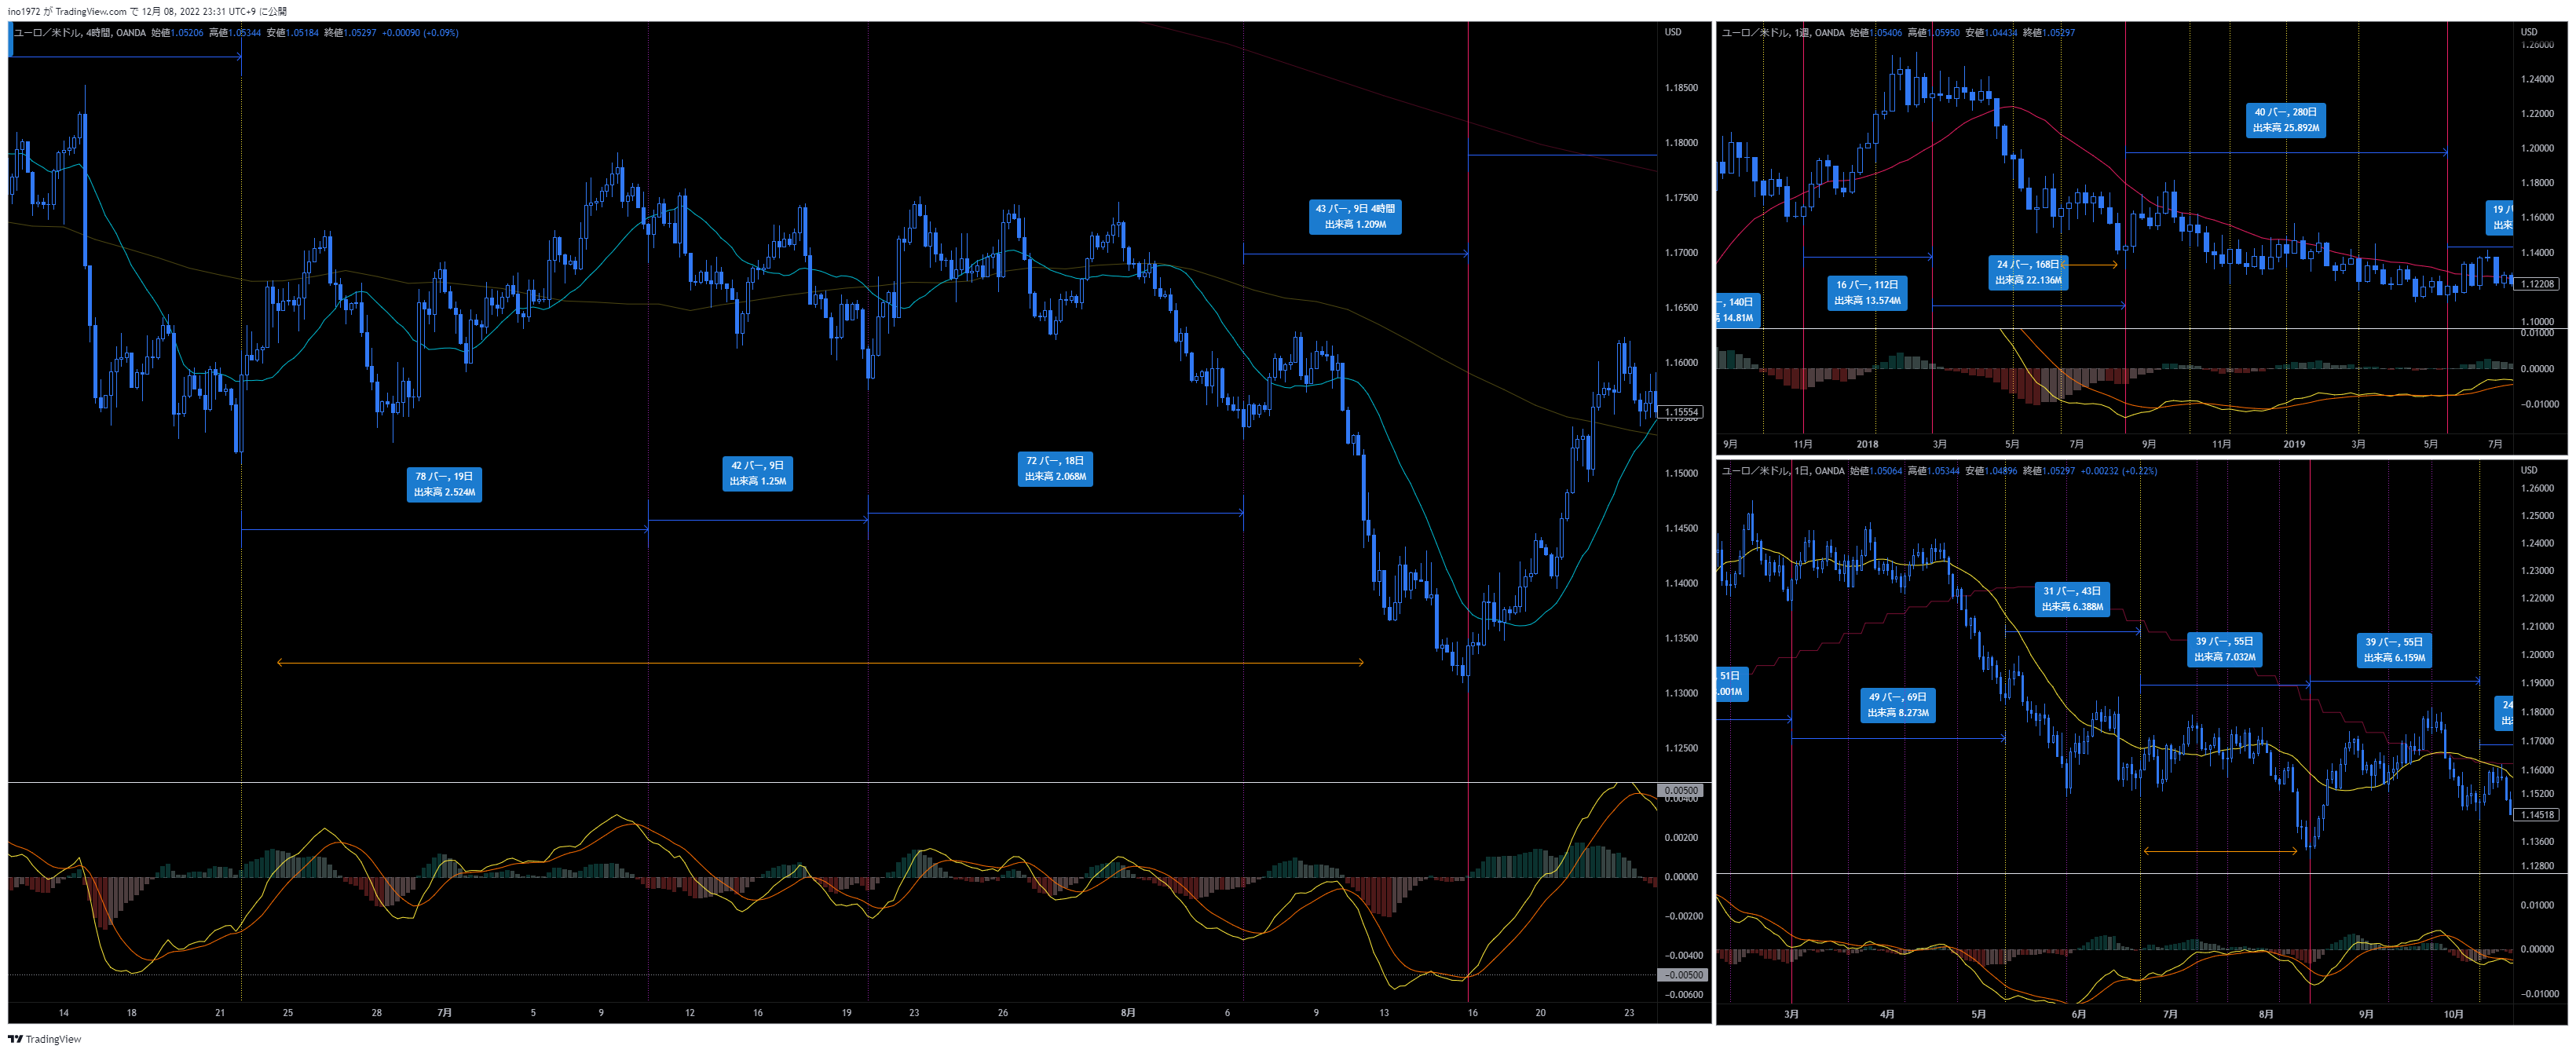 ino1972 が TradingView.com で 12月 08, 2022 23:31 UTC+9 に公開
ユーロ／米ドル, 4時間, OANDA 始値1.05206 高値1.05344 安値1.05184 終値1.05297 +0.00090 (+0.09%)
USD
1.18500
1.18000
1.17500
1.17000
1.16500
1.16000
1.15554
1.15000
1.14500
1.14000
1.13500
1.13000
1.12500
43 バー, 9日 4時間
出来高 1.209M
78 バー, 19日
出来高 2.524M
42 バー, 9日
出来高 1.25M
72 バー, 18日
出来高 2.068M
0.00500
0.00400
0.00200
0.00000
−0.00200
−0.00400
−0.00500
−0.00600
14 18 21 25 28 7月 5 9 12 16 19 23 26 8月 6 9 13 16 20 23
ユーロ／米ドル, 1週, OANDA 始値1.05406 高値1.05950 安値1.04434 終値1.05297
USD
1.26000
1.24000
1.22000
1.20000
1.18000
1.16000
1.14000
1.12208
1.10000
40 バー, 280日
出来高 25.892M
24 バー, 168日
出来高 22.136M
16 バー, 112日
出来高 13.574M
140日
14.81M
19
出来
0.01000
0.00000
−0.01000
9月 11月 2018 3月 5月 7月 9月 11月 2019 3月 5月 7月
ユーロ／米ドル, 1日, OANDA 始値1.05064 高値1.05344 安値1.04896 終値1.05297 +0.00232 (+0.22%)
USD
1.26000
1.25000
1.24000
1.23000
1.22000
1.21000
1.20000
1.19000
1.18000
1.17000
1.16000
1.15200
1.14518
1.13600
1.12800
31 バー, 43日
出来高 6.388M
39 バー, 55日
出来高 7.032M
39 バー, 55日
出来高 6.159M
51日
.001M
49 バー, 69日
出来高 8.273M
24
0.01000
0.00000
−0.01000
3月 4月 5月 6月 7月 8月 9月 10月
TradingView